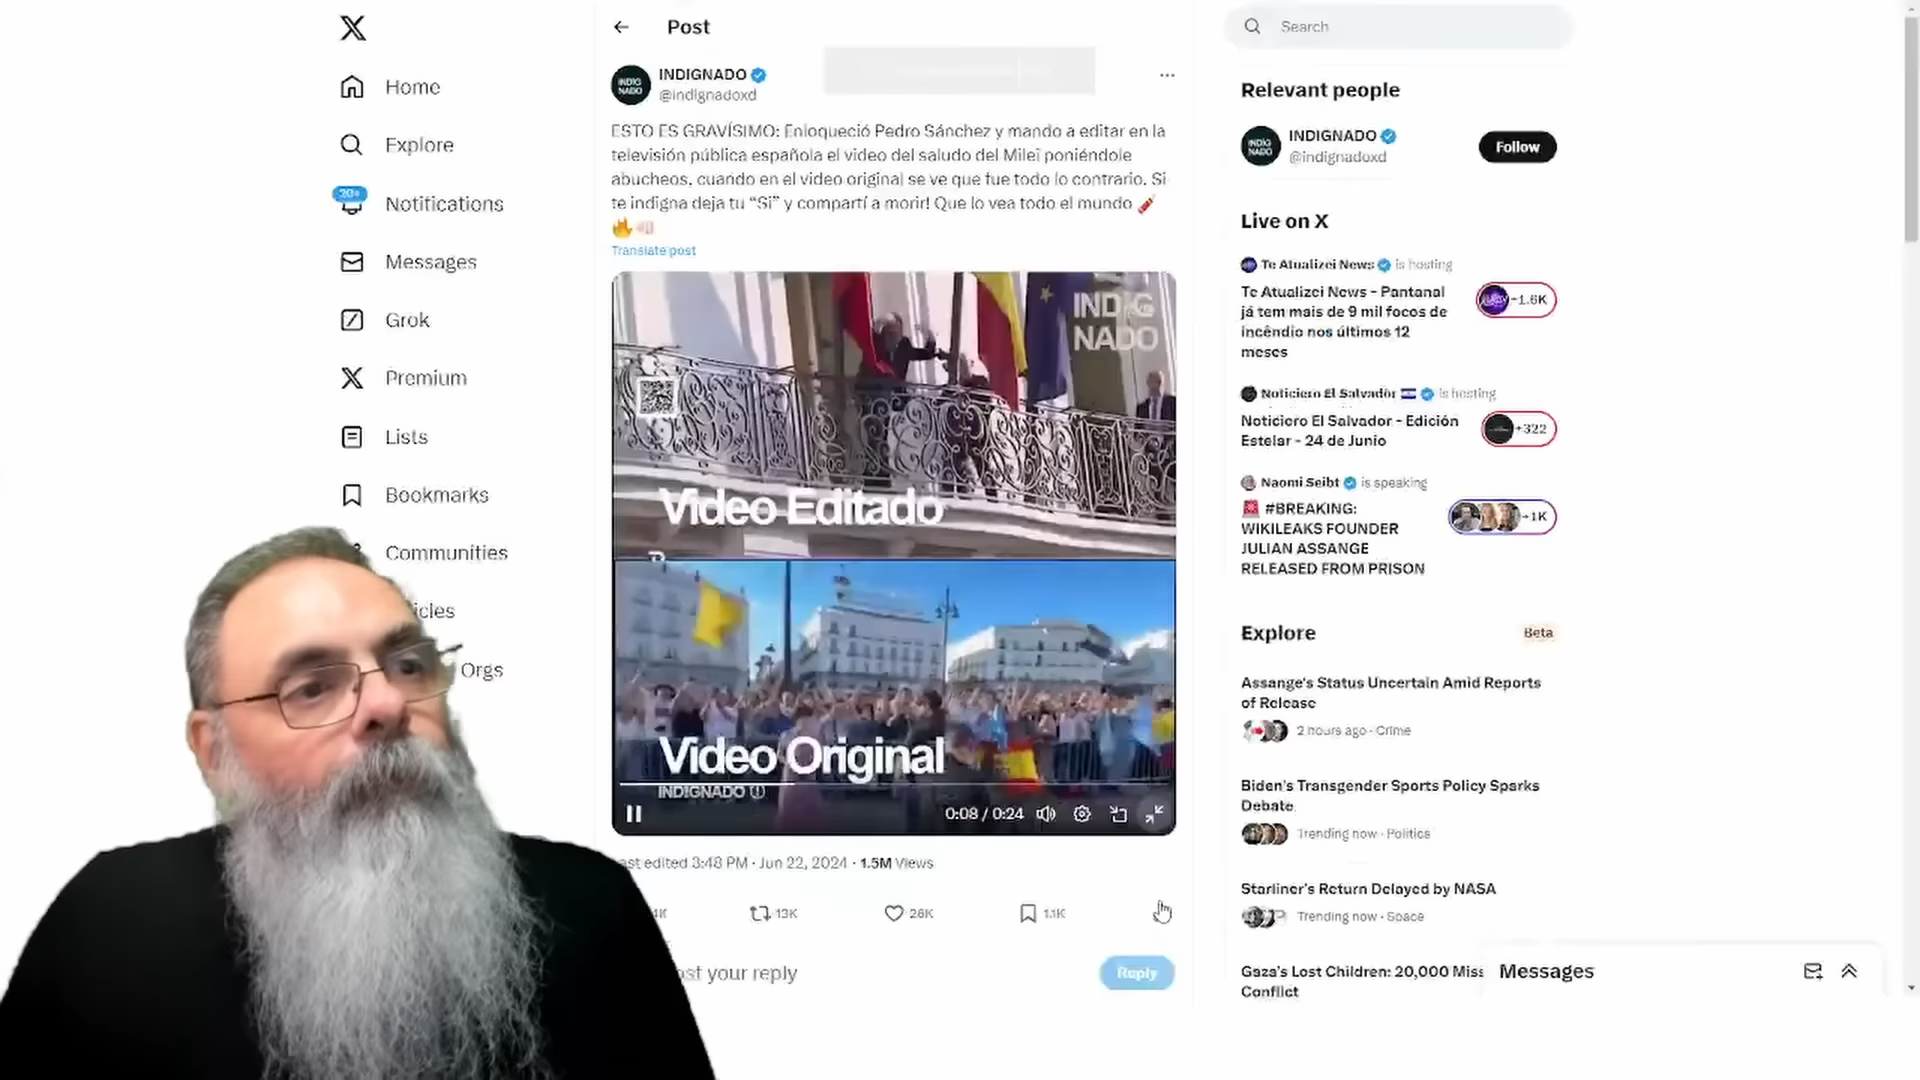 Home
Explore
20+
Notifications
Messages
Grok
Premium
Lists
Bookmarks
Communities
icles
Orgs
Post
INDIGNADO
@indignadoxd
ESTO ES GRAVÍSIMO: Enloqueció Pedro Sánchez y mando a editar en la
televisión pública española el video del saludo del Milei poniéndole
abucheos, cuando en el video original se ve que fue todo lo contrario. Si
te indigna deja tu “Si” y compartí a morir! Que lo vea todo el mundo
Translate post
INDIG
NADO
Video Editado
Video Original
INDIGNADO
0:08 / 0:24
ast edited 3:48 PM · Jun 22, 2024 · 1.5M Views
4K
13K
26K
1.1K
ost your reply
Reply
Search
Relevant people
INDIGNADO
@indignadoxd
Follow
Live on X
Te Atualizei News is hosting
Te Atualizei News - Pantanal
já tem mais de 9 mil focos de
incêndio nos últimos 12
meses
+1.6K
Noticiero El Salvador is hosting
Noticiero El Salvador - Edición
Estelar - 24 de Junio
+322
Naomi Seibt is speaking
#BREAKING:
WIKILEAKS FOUNDER
JULIAN ASSANGE
RELEASED FROM PRISON
+1K
Explore
Beta
Assange's Status Uncertain Amid Reports
of Release
2 hours ago · Crime
Biden's Transgender Sports Policy Sparks
Debate
Trending now · Politics
Starliner's Return Delayed by NASA
Trending now · Space
Gaza's Lost Children: 20,000 Miss
Conflict
Messages